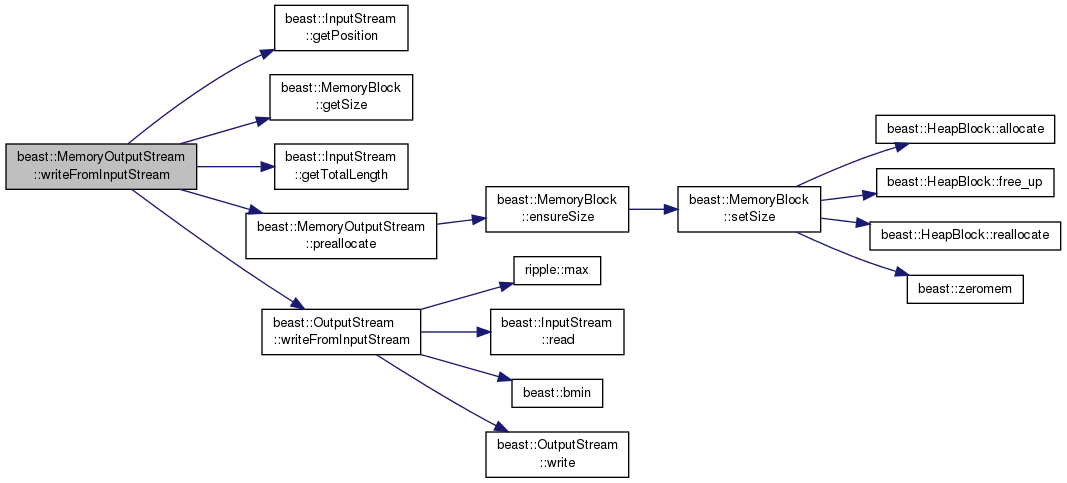 beast::InputStream
::getPosition
beast::MemoryBlock
::getSize
beast::MemoryOutputStream
::writeFromInputStream
beast::InputStream
::getTotalLength
beast::MemoryOutputStream
::preallocate
beast::MemoryBlock
::ensureSize
beast::MemoryBlock
::setSize
beast::HeapBlock::allocate
beast::HeapBlock::free_up
beast::HeapBlock::reallocate
beast::zeromem
beast::OutputStream
::writeFromInputStream
ripple::max
beast::InputStream
::read
beast::bmin
beast::OutputStream
::write